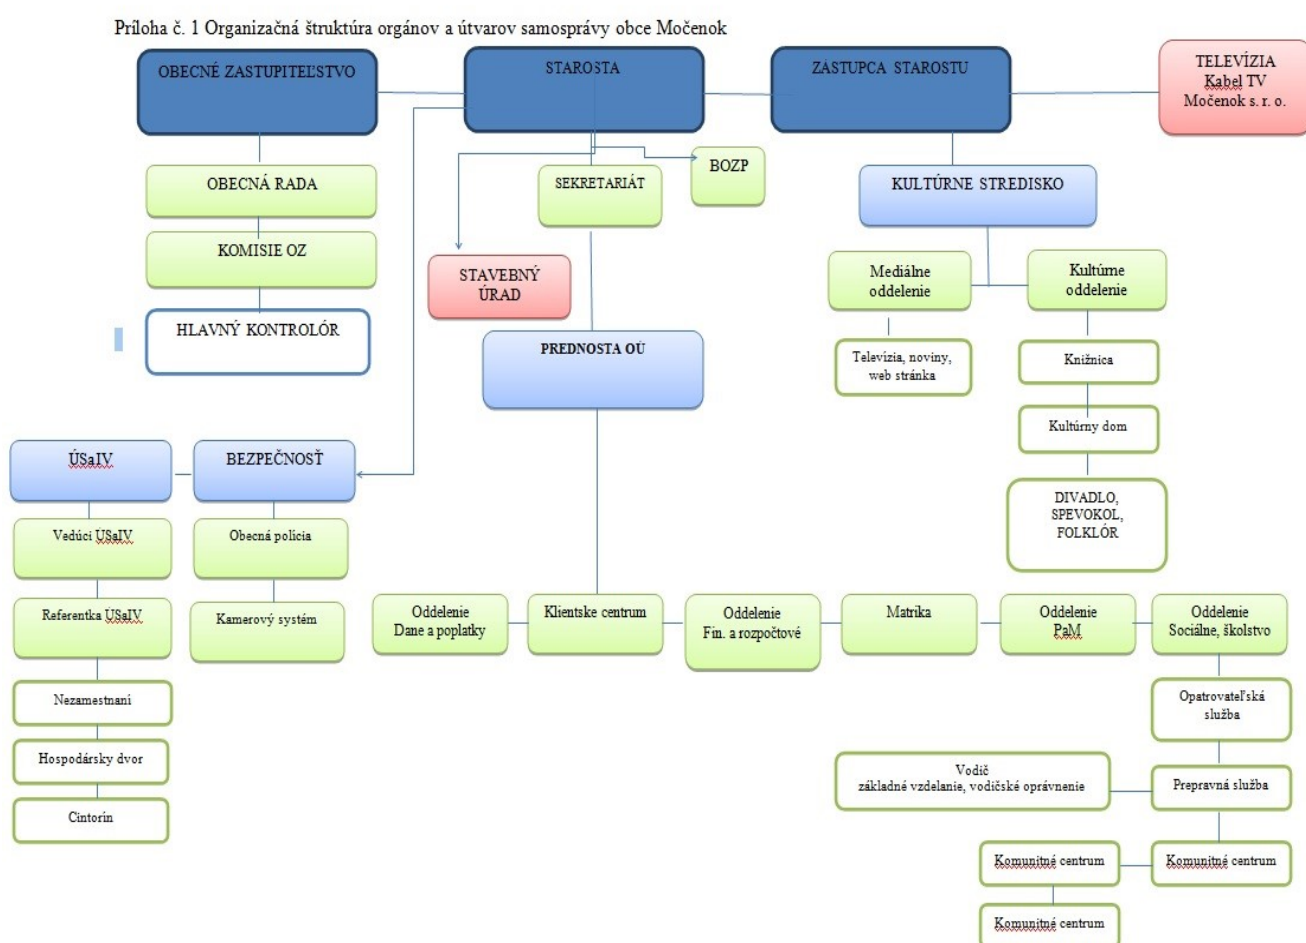 Príloha č. 1 Organizačná štruktúra orgánov a útvarov samosprávy obce Močenok
OBECNÉ ZASTUPITEĽSTVO
STAROSTA
ZÁSTUPCA STAROSTU
TELEVÍZIA
Kabel TV
Močenok s. r. o.
OBECNÁ RADA
SEKRETARIÁT
BOZP
KULTÚRNE STREDISKO
KOMISIE OZ
STAVEBNÝ
ÚRAD
Mediálne
oddelenie
Kultúrne
oddelenie
HLAVNÝ KONTROLÓR
PREDNOSTA OÚ
Televízia, noviny,
web stránka
Knižnica
Kultúrny dom
ÚSaIV
BEZPEČNOSŤ
DIVADLO,
SPEVOKOL,
FOLKLÓR
Vedúci ÚSaIV
Obecná polícia
Referentka ÚSaIV
Kamerový systém
Oddelenie
Dane a poplatky
Klientske centrum
Oddelenie
Fin. a rozpočtové
Matrika
Oddelenie
PaM
Oddelenie
Sociálne, školstvo
Nezamestnaní
Opatrovateľská
služba
Hospodársky dvor
Vodič
základné vzdelanie, vodičské oprávnenie
Prepravná služba
Cintorín
Komunitné centrum
Komunitné centrum
Komunitné centrum